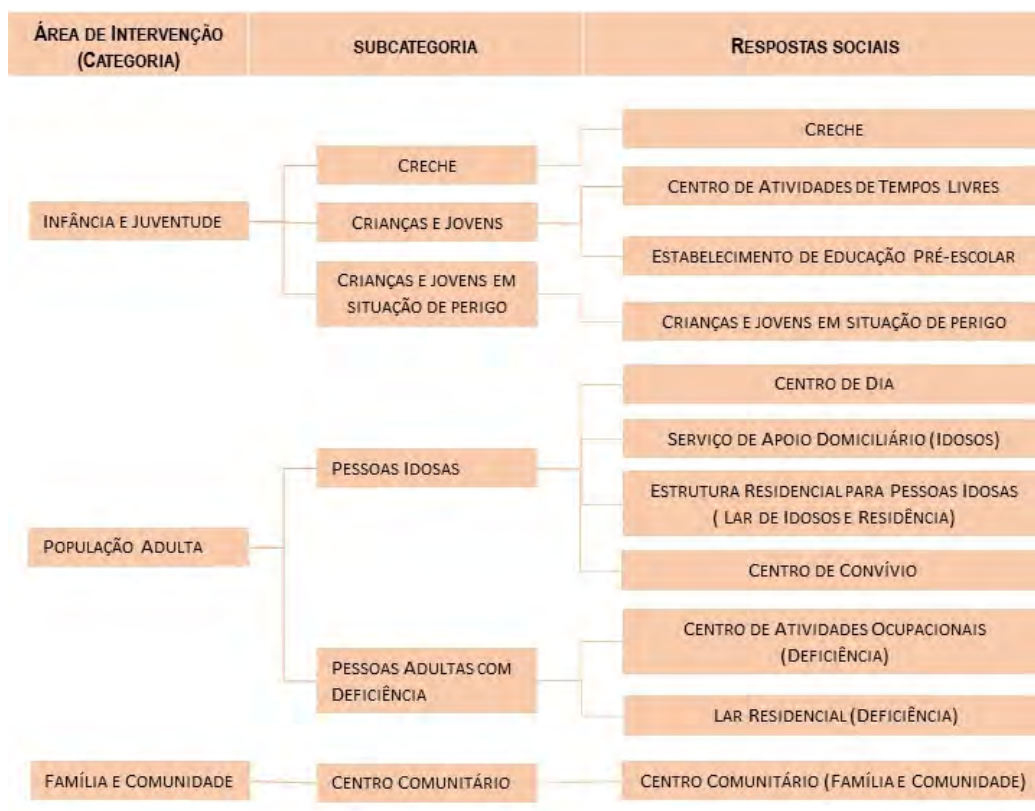 ÁREA DE INTERVENÇÃO
(CATEGORIA)
SUBCATEGORIA
RESPOSTAS SOCIAIS
INFÂNCIA E JUVENTUDE
CRECHE
CRECHE
CRIANÇAS E JOVENS
CENTRO DE ATIVIDADES DE TEMPOS LIVRES
ESTABELECIMENTO DE EDUCAÇÃO PRÉ-ESCOLAR
CRIANÇAS E JOVENS EM
SITUAÇÃO DE PERIGO
CRIANÇAS E JOVENS EM SITUAÇÃO DE PERIGO
POPULAÇÃO ADULTA
PESSOAS IDOSAS
CENTRO DE DIA
SERVIÇO DE APOIO DOMICILIÁRIO (IDOSOS)
ESTRUTURA RESIDENCIAL PARA PESSOAS IDOSAS
( LAR DE IDOSOS E RESIDÊNCIA)
CENTRO DE CONVÍVIO
PESSOAS ADULTAS COM
DEFICIÊNCIA
CENTRO DE ATIVIDADES OCUPACIONAIS
(DEFICIÊNCIA)
LAR RESIDENCIAL (DEFICIÊNCIA)
FAMÍLIA E COMUNIDADE
CENTRO COMUNITÁRIO
CENTRO COMUNITÁRIO (FAMÍLIA E COMUNIDADE)